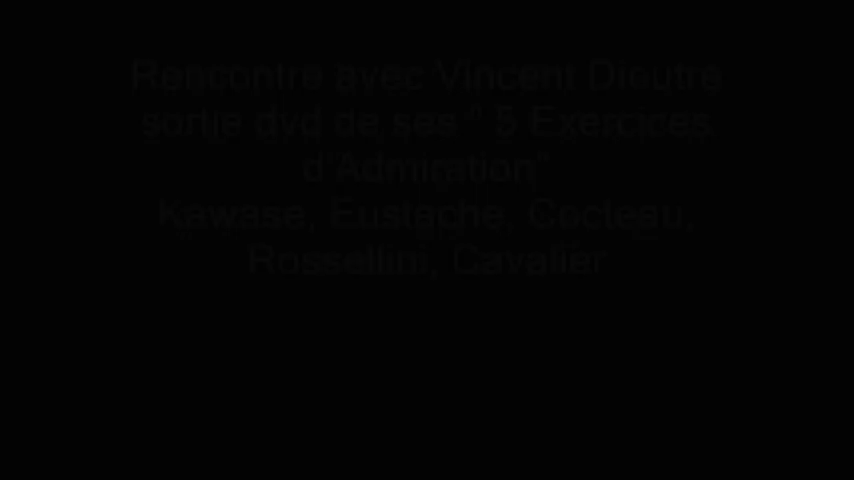 Rencontre avec Vincent Dieutre
sortie dvd de ses " 5 Exercices
d'Admiration"
Kawase, Eustache, Cocteau,
Rossellini, Cavalier